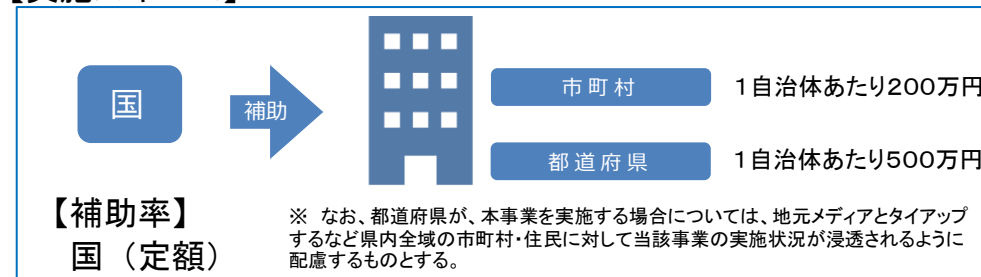 国
補助
市町村
1自治体あたり200万円
都道府県
1自治体あたり500万円
【補助率】
国（定額）
※　なお、都道府県が、本事業を実施する場合については、地元メディアとタイアップ
するなど県内全域の市町村・住民に対して当該事業の実施状況が浸透されるように
配慮するものとする。